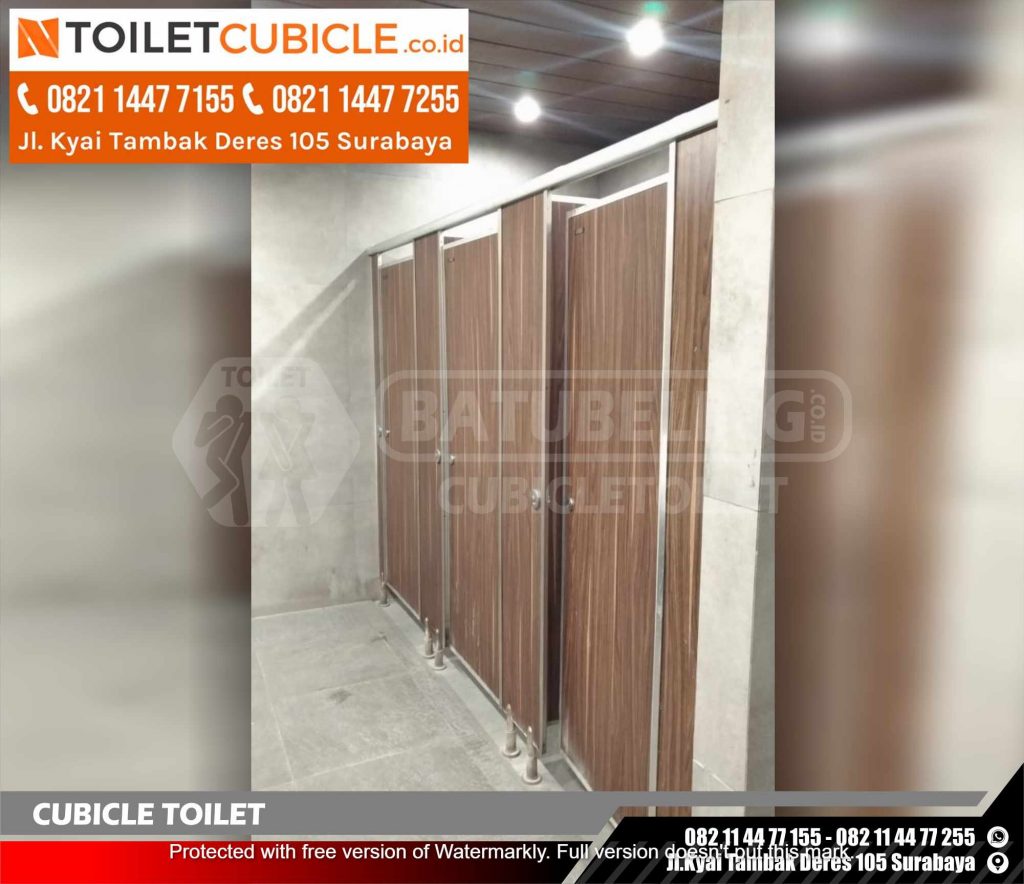 TOILETCUBICLE.co.id
0821 1447 7155 0821 1447 7255
Jl. Kyai Tambak Deres 105 Surabaya
TOILET
BATUBELING.CO.ID
CUBICLETOILET
CUBICLE TOILET
082 11 44 77 155 - 082 11 44 77 255
Protected with free version of Watermarkly. Full version doesn't put this mark.
Jl.Kyai Tambak Deres 105 Surabaya